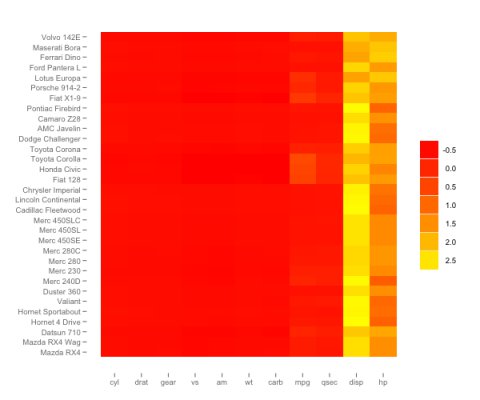 Volvo 142E
Maserati Bora
Ferrari Dino
Ford Pantera L
Lotus Europa
Porsche 914-2
Fiat X1-9
Pontiac Firebird
Camaro Z28
AMC Javelin
Dodge Challenger
Toyota Corona
Toyota Corolla
Honda Civic
Fiat 128
Chrysler Imperial
Lincoln Continental
Cadillac Fleetwood
Merc 450SLC
Merc 450SL
Merc 450SE
Merc 280C
Merc 280
Merc 230
Merc 240D
Duster 360
Valiant
Hornet Sportabout
Hornet 4 Drive
Datsun 710
Mazda RX4 Wag
Mazda RX4
cyl drat gear vs am wt carb mpg qsec disp hp
-0.5
0.0
0.5
1.0
1.5
2.0
2.5